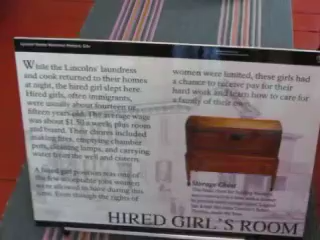 While the Lincolns' laundress
and cook returned to their homes
at night, the hired girl slept here.
Hired girls, often immigrants,
were usually about fourteen or
fifteen years old. The average wage
was about $1.50 a week, plus room
and board. Their duties included
making fires, emptying chamber
pots, cleaning lamps, and carrying
water from the well and cistern.
A hired girl position was one of
the few occupations young women
were allowed to have during this
time. Even though the rights of
women were limited, these girls had
a chance to receive pay for their
hard work and learn how to care for
a family of their own.
Storage Chest
HIRED GIRL'S ROOM